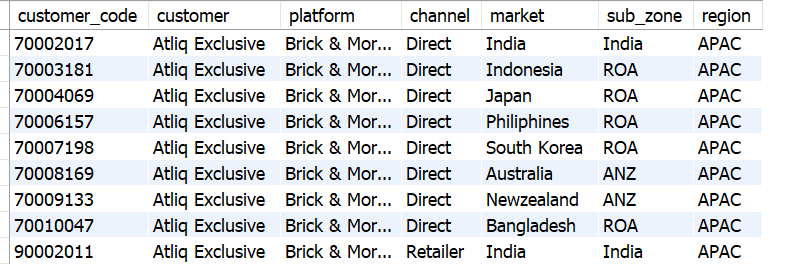 customer_code customer platform channel market sub_zone region
70002017 Atliq Exclusive Brick & Mor... Direct India India APAC
70003181 Atliq Exclusive Brick & Mor... Direct Indonesia ROA APAC
70004069 Atliq Exclusive Brick & Mor... Direct Japan ROA APAC
70006157 Atliq Exclusive Brick & Mor... Direct Philiphines ROA APAC
70007198 Atliq Exclusive Brick & Mor... Direct South Korea ROA APAC
70008169 Atliq Exclusive Brick & Mor... Direct Australia ANZ APAC
70009133 Atliq Exclusive Brick & Mor... Direct Newzealand ANZ APAC
70010047 Atliq Exclusive Brick & Mor... Direct Bangladesh ROA APAC
90002011 Atliq Exclusive Brick & Mor... Retailer India India APAC